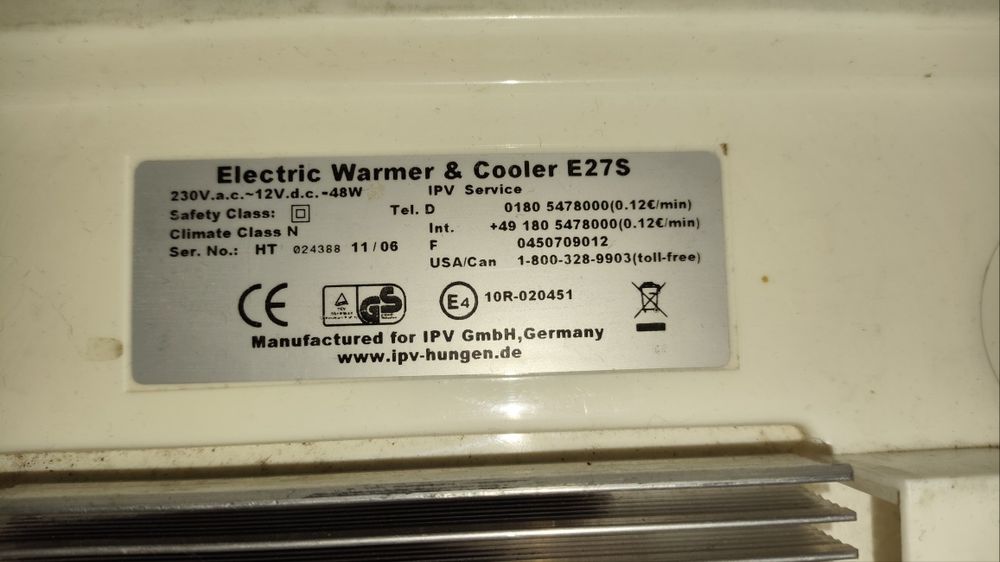 Electric Warmer & Cooler E27S
230V.a.c.~12V.d.c.-48W
Safety Class:
Climate Class N
Ser. No.: HT 024388 11/06
IPV Service
Tel. D 0180 5478000(0.12€/min)
Int. +49 180 5478000(0.12€/min)
F 0450709012
USA/Can 1-800-328-9903(toll-free)
CE
GS
E4 10R-020451
Manufactured for IPV GmbH,Germany
www.ipv-hungen.de